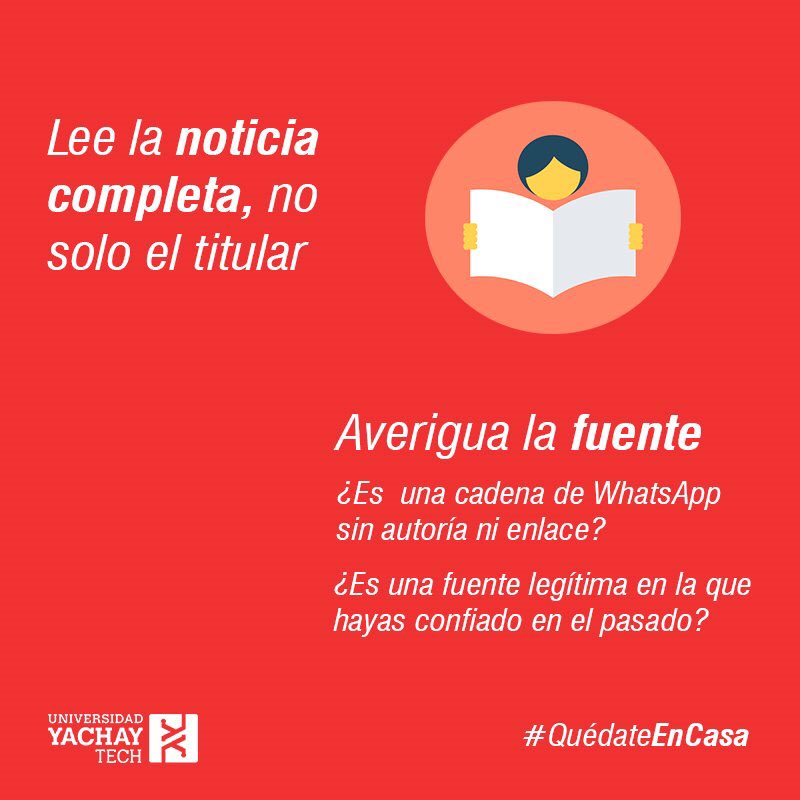 Lee la noticia
completa, no
solo el titular
Averigua la fuente
¿Es una cadena de WhatsApp
sin autoría ni enlace?
¿Es una fuente legítima en la que
hayas confiado en el pasado?
UNIVERSIDAD
YACHAY
TECH
#QuédateEnCasa